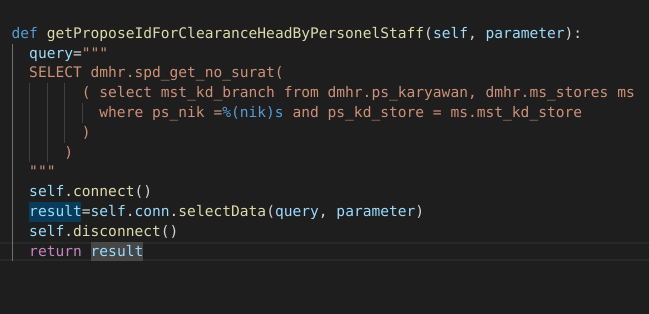 def getProposeIdForClearanceHeadByPersonelStaff(self, parameter):
query="""
SELECT dmhr.spd_get_no_surat(
( select mst_kd_branch from dmhr.ps_karyawan, dmhr.ms_stores ms
where ps_nik =%(nik)s and ps_kd_store = ms.mst_kd_store
)
)
"""
self.connect()
result=self.conn.selectData(query, parameter)
self.disconnect()
return result